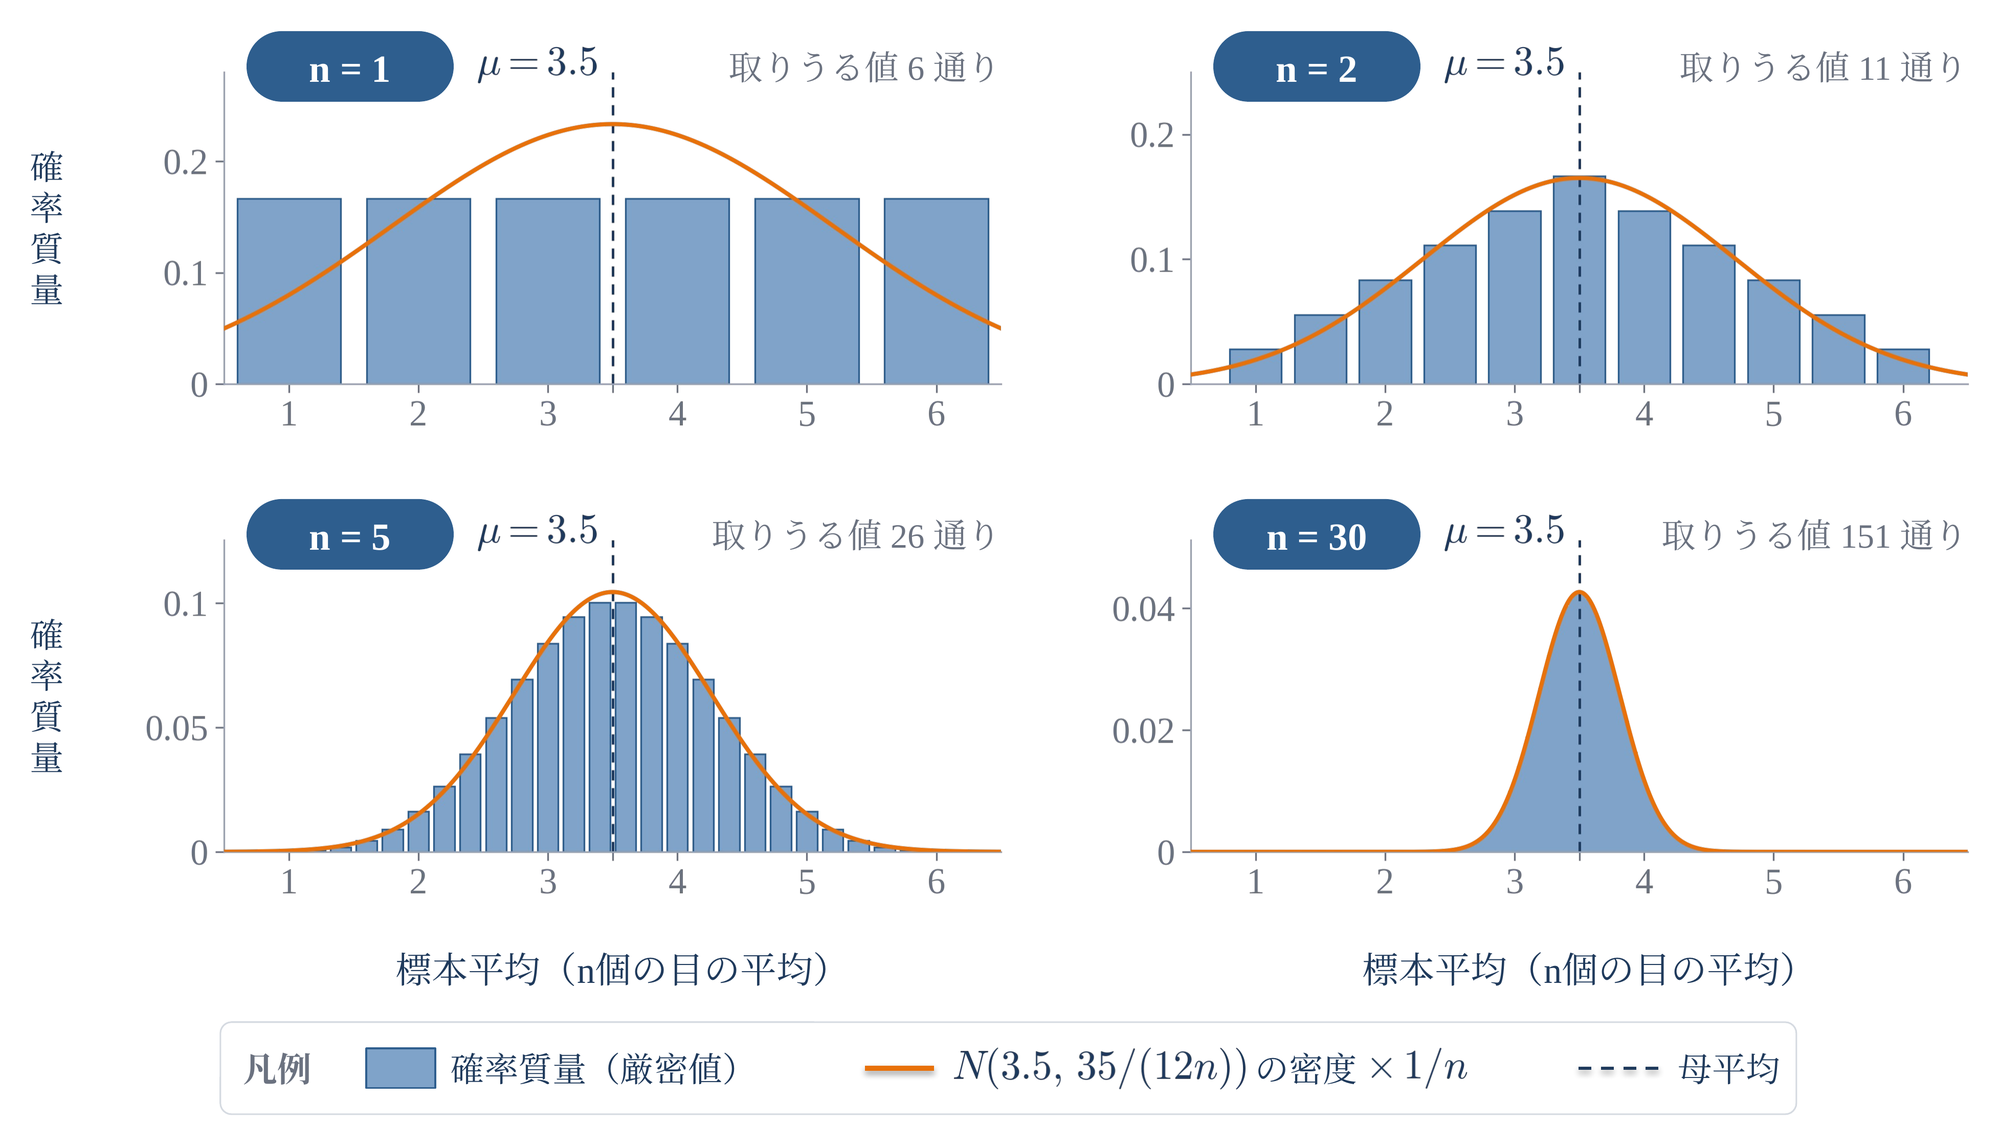 n = 1
μ = 3.5
取りうる値 6 通り
確率質量
0.2
0.1
0
1 2 3 4 5 6
n = 2
μ = 3.5
取りうる値 11 通り
0.2
0.1
0
1 2 3 4 5 6
n = 5
μ = 3.5
取りうる値 26 通り
確率質量
0.1
0.05
0
1 2 3 4 5 6
標本平均（n個の目の平均）
n = 30
μ = 3.5
取りうる値 151 通り
0.04
0.02
0
1 2 3 4 5 6
標本平均（n個の目の平均）
凡例 確率質量（厳密値） N(3.5, 35/(12n)) の密度 × 1/n 母平均